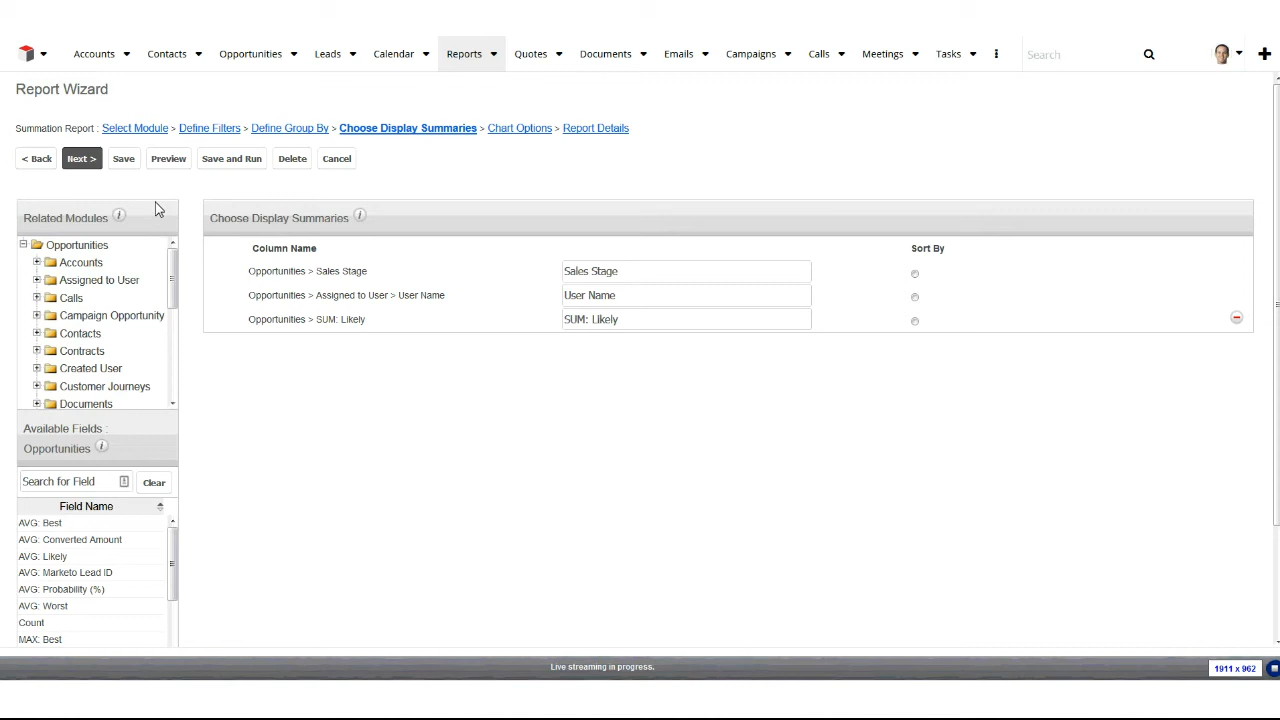 Accounts Contacts Opportunities Leads Calendar Reports Quotes Documents Emails Campaigns Calls Meetings Tasks Search
Report Wizard
Summation Report : Select Module > Define Filters > Define Group By > Choose Display Summaries > Chart Options > Report Details
< Back Next > Save Preview Save and Run Delete Cancel
Related Modules i
Opportunities
Accounts
Assigned to User
Calls
Campaign Opportunity
Contacts
Contracts
Created User
Customer Journeys
Documents
Available Fields :
Opportunities i
Search for Field Clear
Field Name
AVG: Best
AVG: Converted Amount
AVG: Likely
AVG: Marketo Lead ID
AVG: Probability (%)
AVG: Worst
Count
MAX: Best
Choose Display Summaries i
Column Name Sort By
Opportunities > Sales Stage Sales Stage
Opportunities > Assigned to User > User Name User Name
Opportunities > SUM: Likely SUM: Likely
Live streaming in progress.
1911 x 962